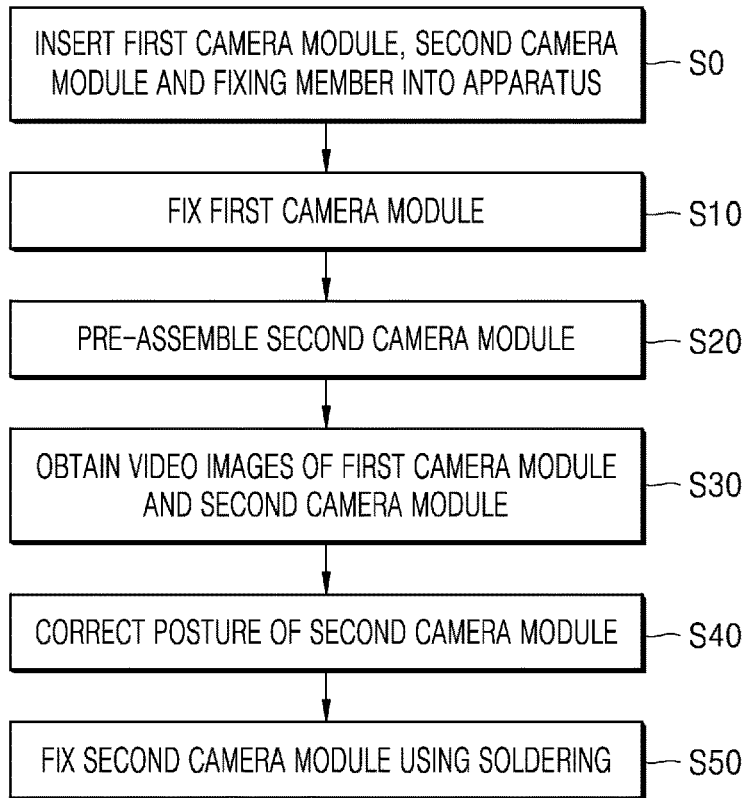 INSERT FIRST CAMERA MODULE, SECOND CAMERA
MODULE AND FIXING MEMBER INTO APPARATUS
S0
FIX FIRST CAMERA MODULE
S10
PRE-ASSEMBLE SECOND CAMERA MODULE
S20
OBTAIN VIDEO IMAGES OF FIRST CAMERA MODULE
AND SECOND CAMERA MODULE
S30
CORRECT POSTURE OF SECOND CAMERA MODULE
S40
FIX SECOND CAMERA MODULE USING SOLDERING
S50